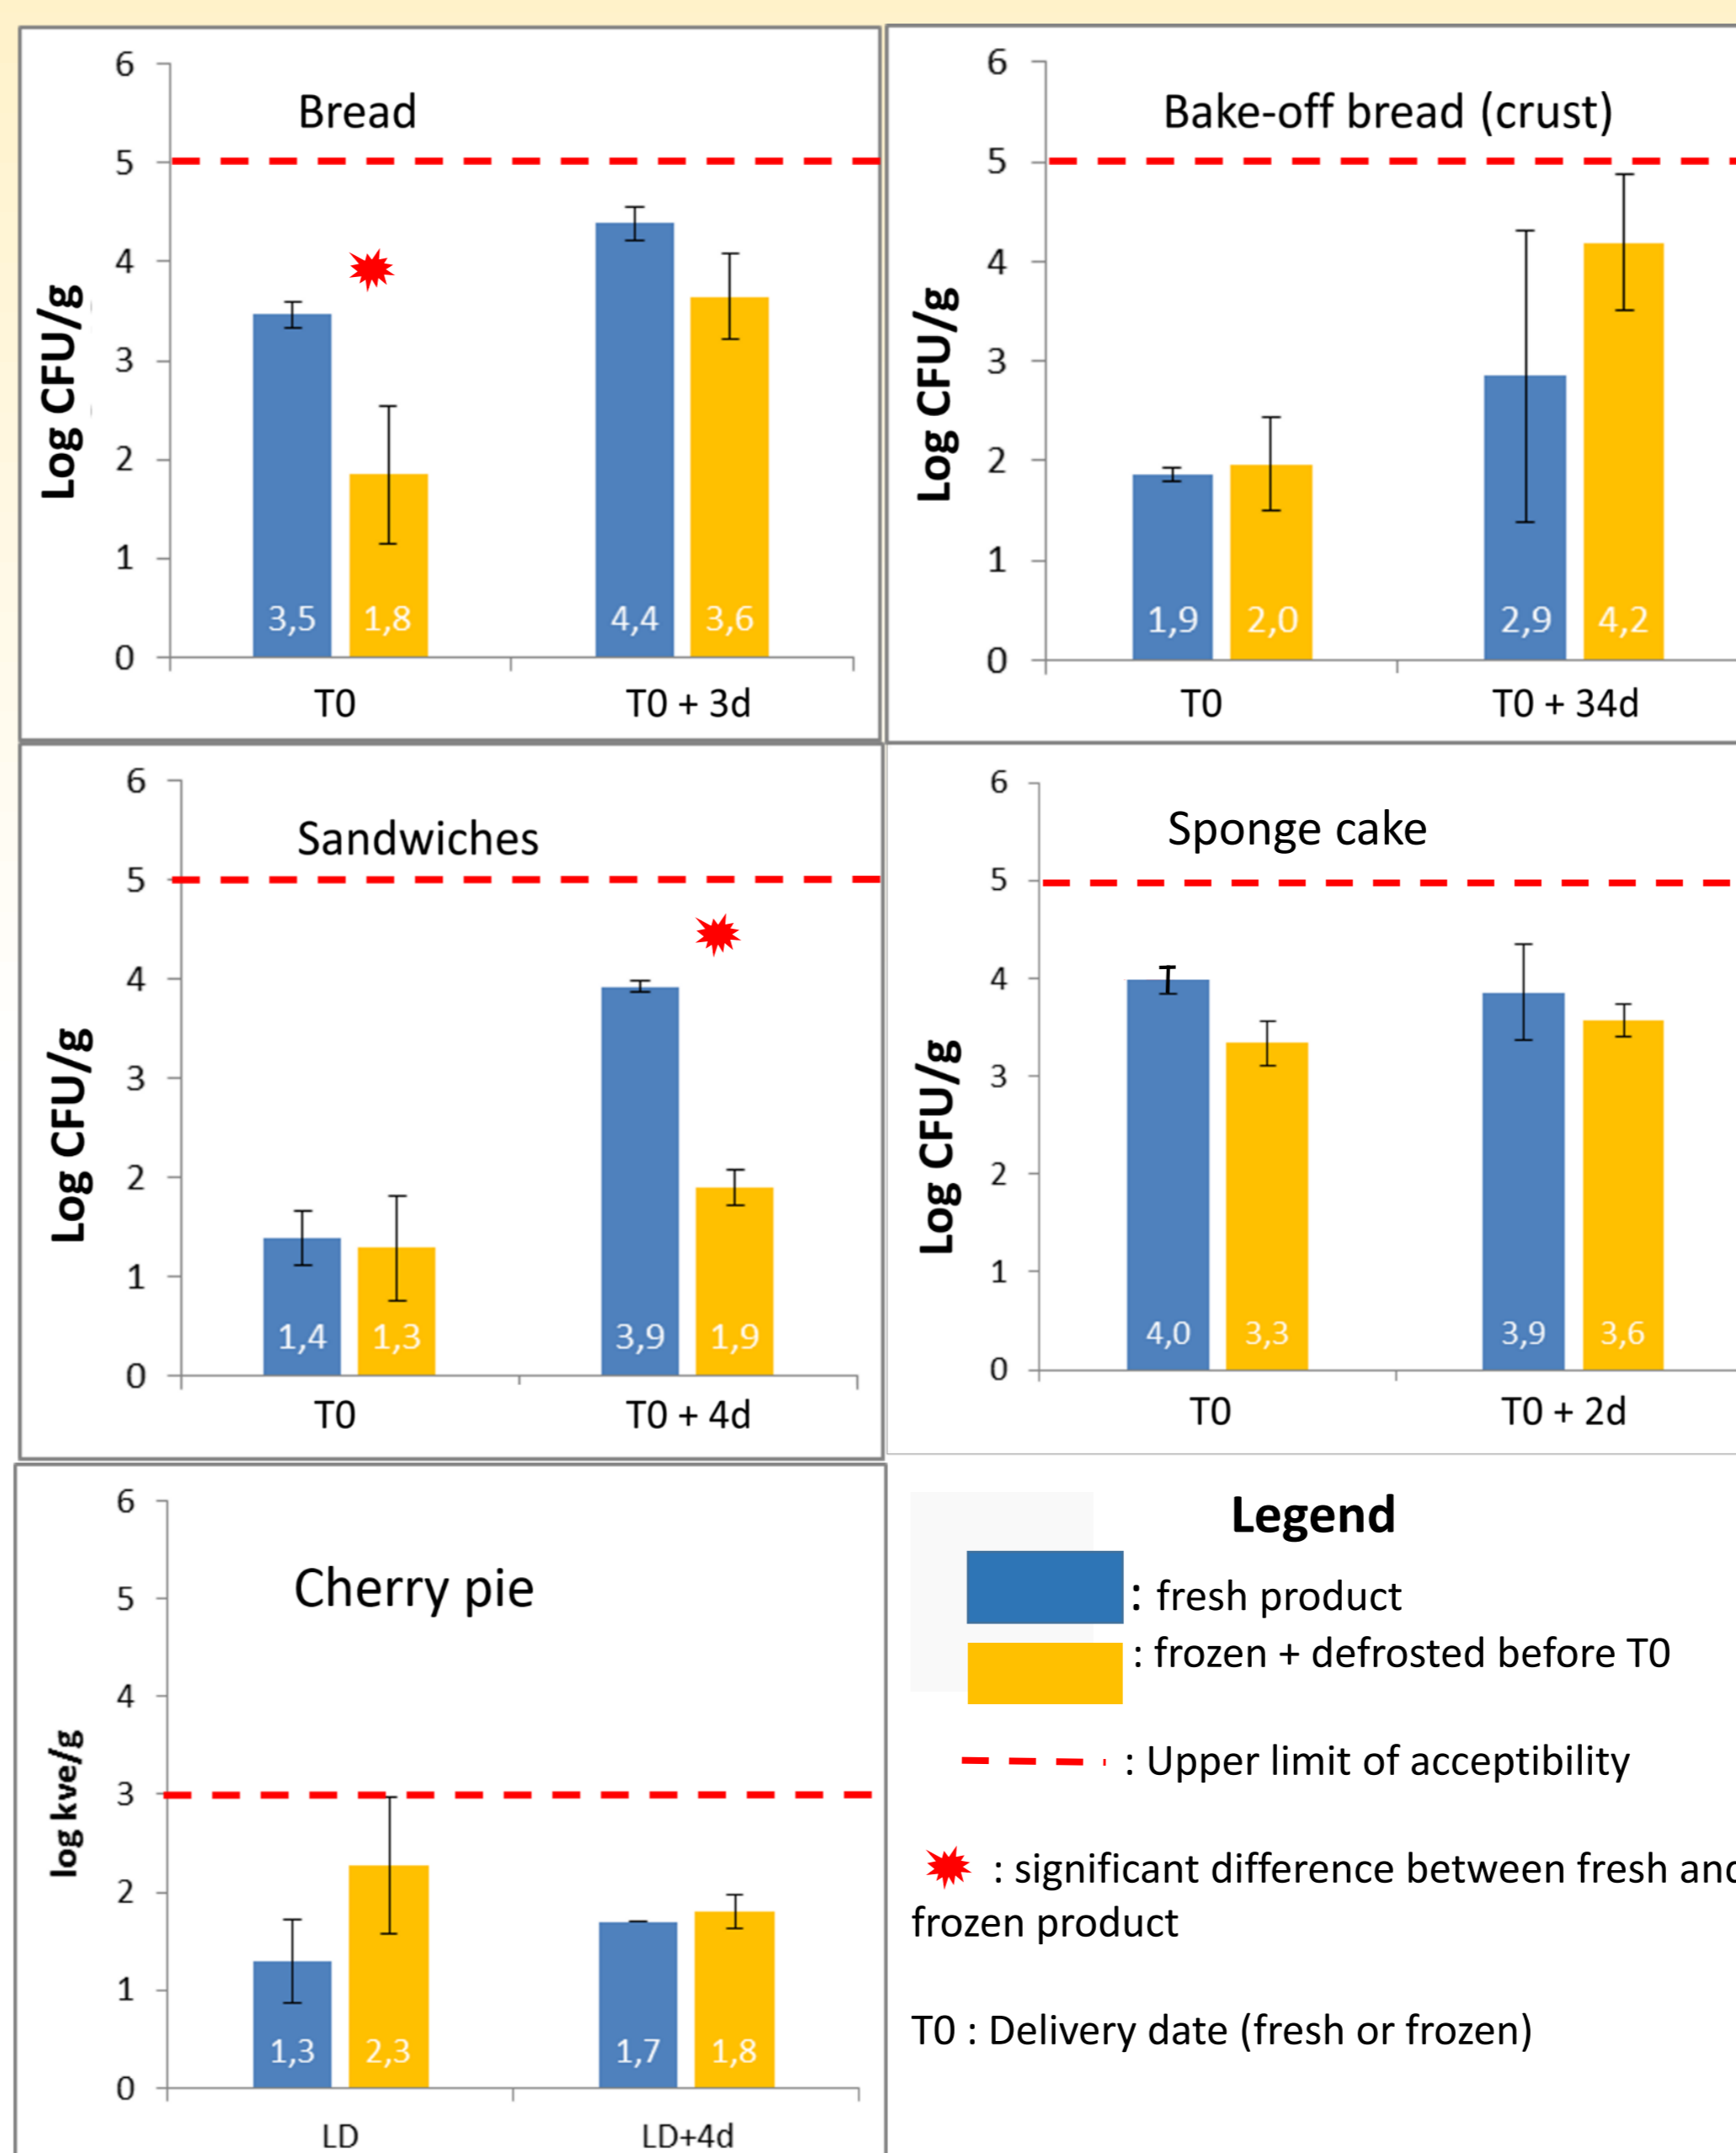 Bread
6
5
4
3
2
1
0
Log CFU/g
3,5 1,8 4,4 3,6
T0 T0 + 3d
Bake-off bread (crust)
6
5
4
3
2
1
0
Log CFU/g
1,9 2,0 2,9 4,2
T0 T0 + 34d
Sandwiches
6
5
4
3
2
1
0
Log CFU/g
1,4 1,3 3,9 1,9
T0 T0 + 4d
Sponge cake
6
5
4
3
2
1
0
Log CFU/g
4,0 3,3 3,9 3,6
T0 T0 + 2d
Cherry pie
6
5
4
3
2
1
0
log kve/g
1,3 2,3 1,7 1,8
LD LD+4d
Legend
: fresh product
: frozen + defrosted before T0
: Upper limit of acceptibility
: significant difference between fresh and
frozen product
T0 : Delivery date (fresh or frozen)